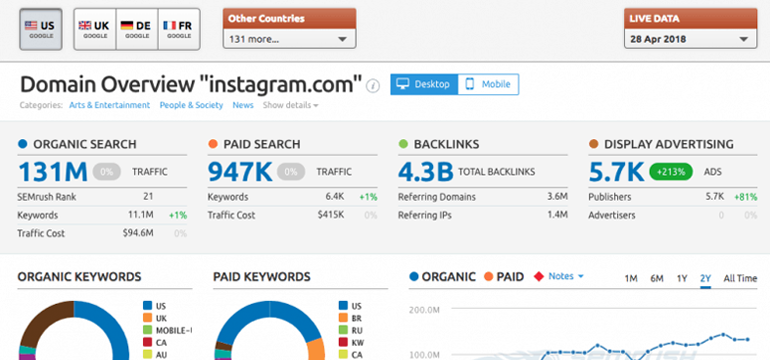 US
GOOGLE
UK
GOOGLE
DE
GOOGLE
FR
GOOGLE
Other Countries
131 more...
LIVE DATA
28 Apr 2018
Domain Overview "instagram.com" i
Desktop
Mobile
Categories: Arts & Entertainment People & Society News Show details
ORGANIC SEARCH
131M 0% TRAFFIC
SEMrush Rank 21
Keywords 11.1M +1%
Traffic Cost $94.6M 0%
PAID SEARCH
947K 0% TRAFFIC
Keywords 6.4K +1%
Traffic Cost $415K 0%
BACKLINKS
4.3B TOTAL BACKLINKS
Referring Domains 3.6M
Referring IPs 1.4M
DISPLAY ADVERTISING
5.7K +213% ADS
Publishers 5.7K +81%
Advertisers 0 0%
ORGANIC KEYWORDS
US
UK
MOBILE-
CA
AU
PAID KEYWORDS
US
BR
RU
KW
CA
ORGANIC PAID Notes 1M 6M 1Y 2Y All Time
200.0M
100.0M